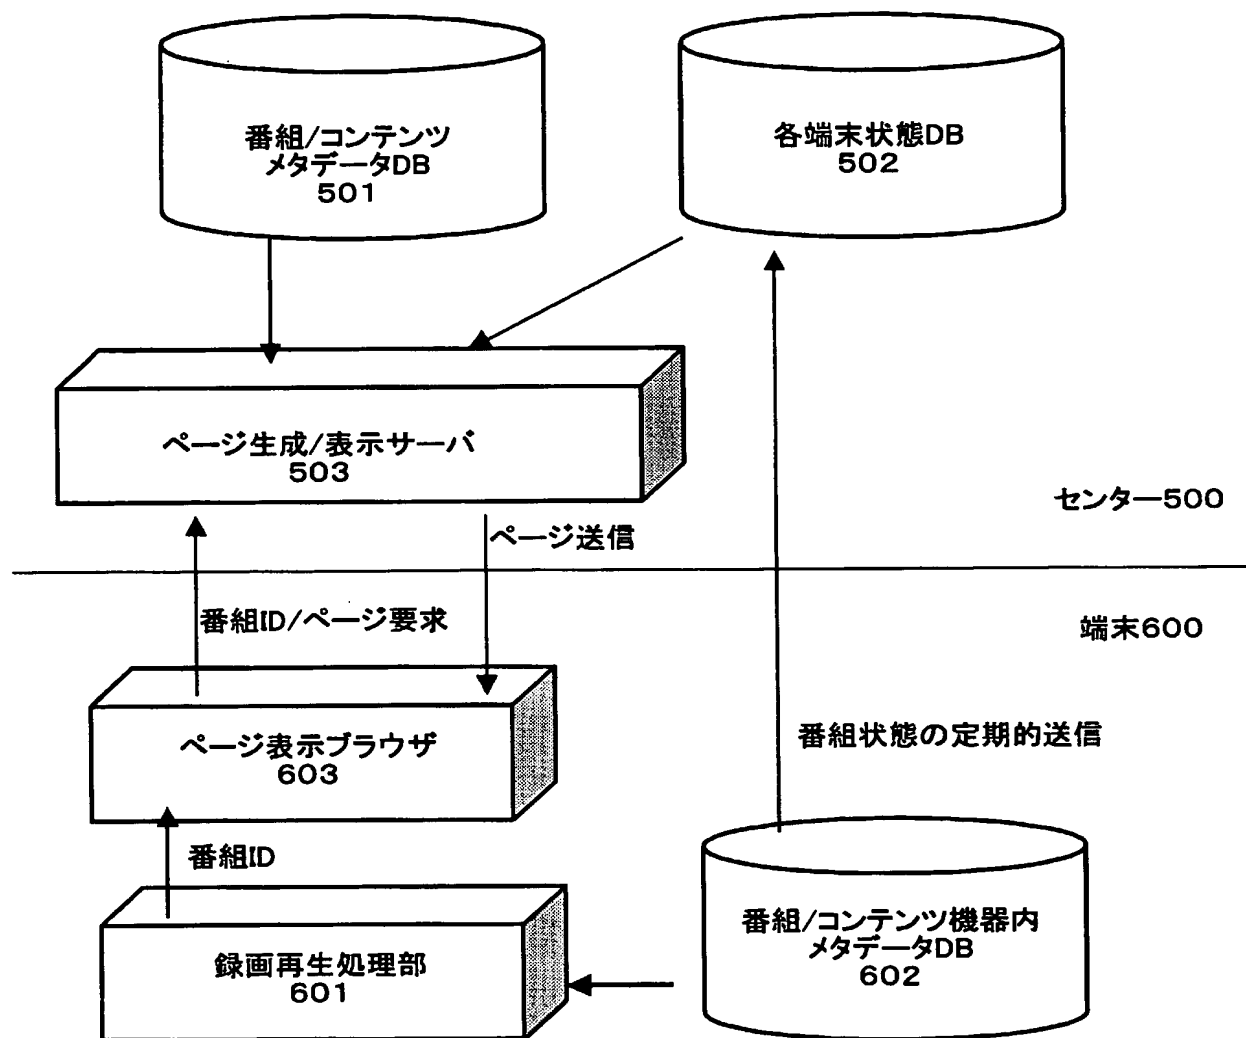 番組/コンテンツ
メタデータDB
501
各端末状態DB
502
ページ生成/表示サーバ
503
センター500
ページ送信
番組ID/ページ要求
端末600
ページ表示ブラウザ
603
番組状態の定期的送信
番組ID
録画再生処理部
601
番組/コンテンツ機器内
メタデータDB
602